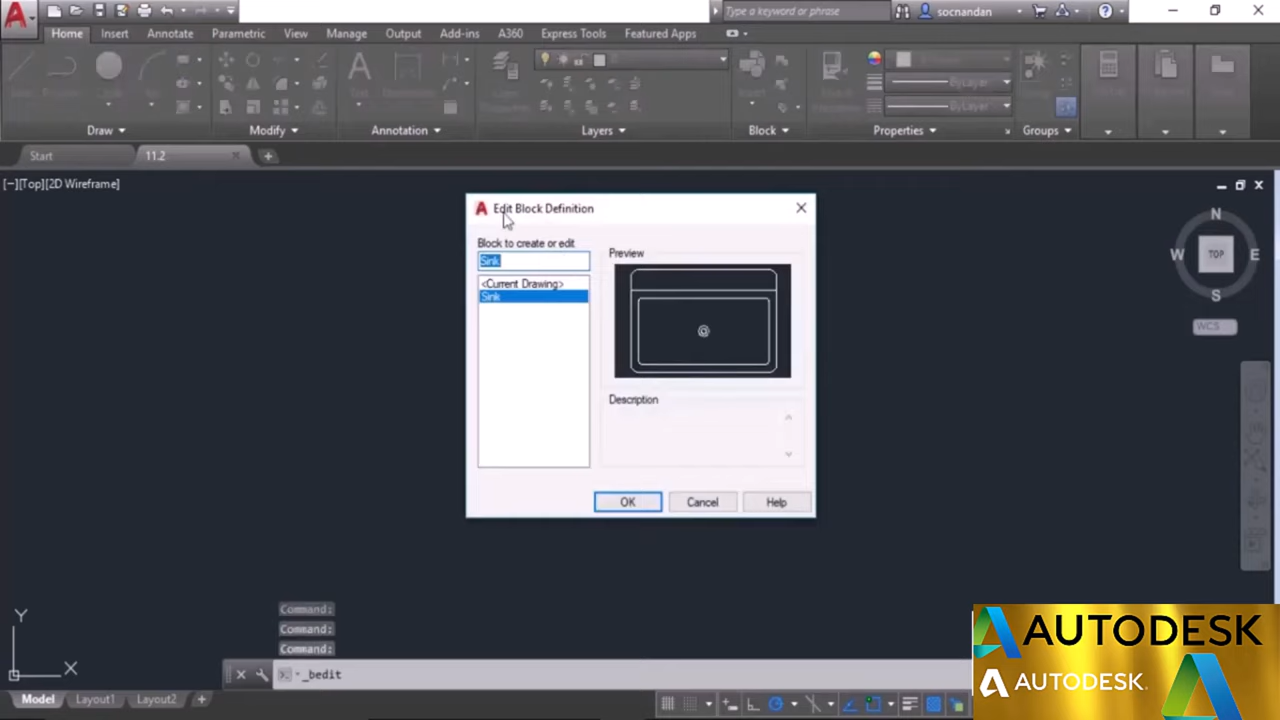 Type a keyword or phrase
socnandan
Home Insert Annotate Parametric View Manage Output Add-ins A360 Express Tools Featured Apps
ByLayer
ByLayer
Draw Modify Annotation Layers Block Properties Groups
Start 11.2
[−][Top][2D Wireframe]
N
W TOP E
S
WCS
Edit Block Definition
Block to create or edit
Sink
<Current Drawing>
Sink
Preview
Description
OK Cancel Help
Y
X
Command:
Command:
Command:
_bedit
Model Layout1 Layout2
AUTODESK
AUTODESK